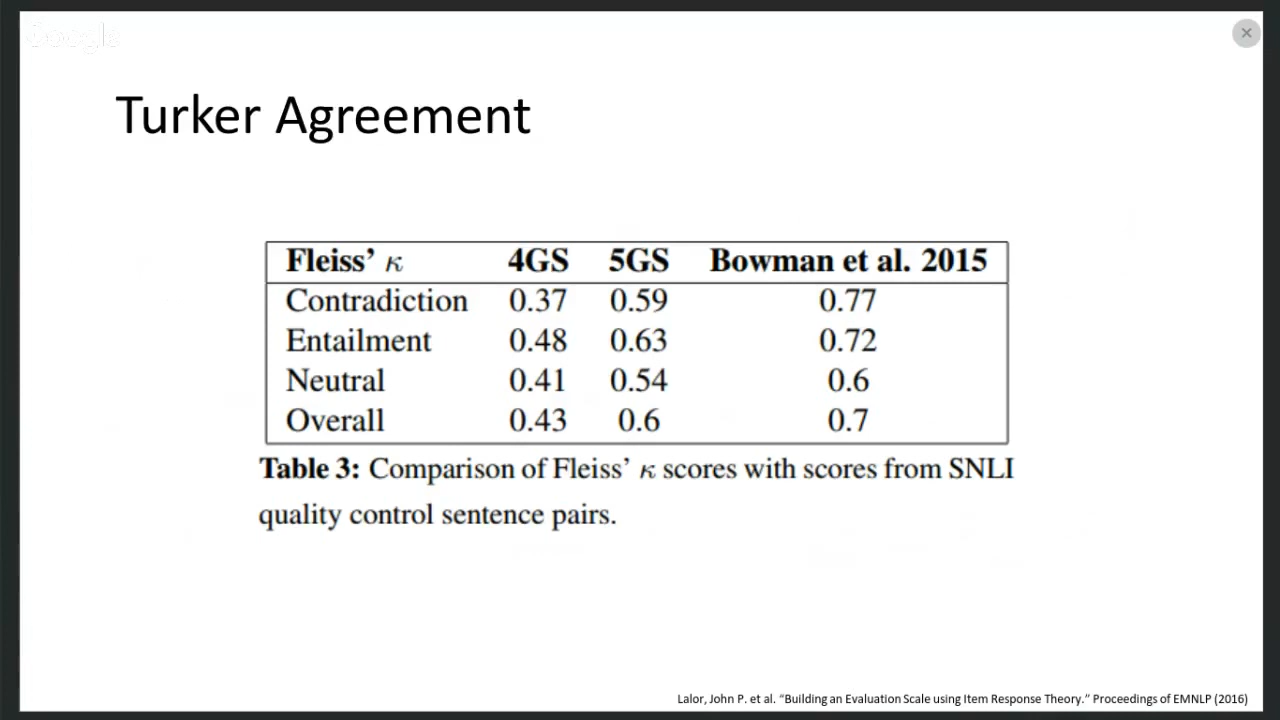 Google
Turker Agreement
Fleiss’ κ 4GS 5GS Bowman et al. 2015
Contradiction 0.37 0.59 0.77
Entailment 0.48 0.63 0.72
Neutral 0.41 0.54 0.6
Overall 0.43 0.6 0.7
Table 3: Comparison of Fleiss’ κ scores with scores from SNLI
quality control sentence pairs.
Lalor, John P. et al. “Building an Evaluation Scale using Item Response Theory.” Proceedings of EMNLP (2016)